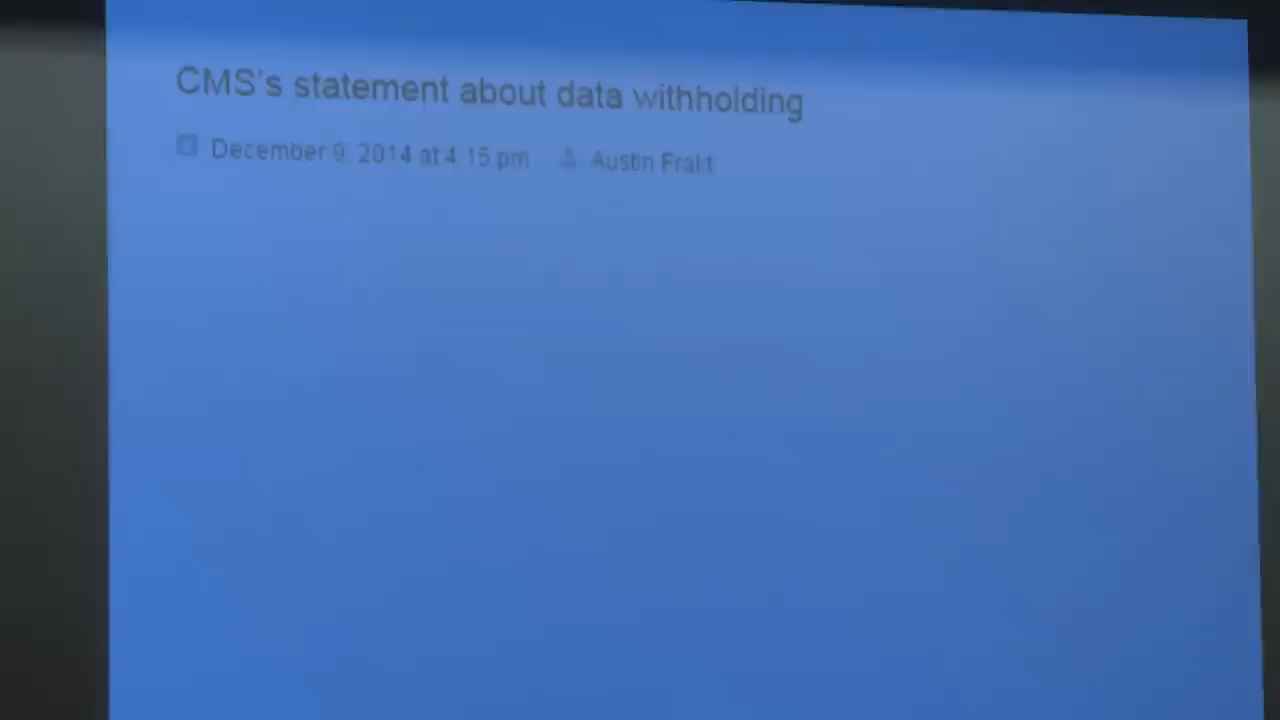 CMS's statement about data withholding
December 9, 2014 at 4:15 pm Austin Frakt